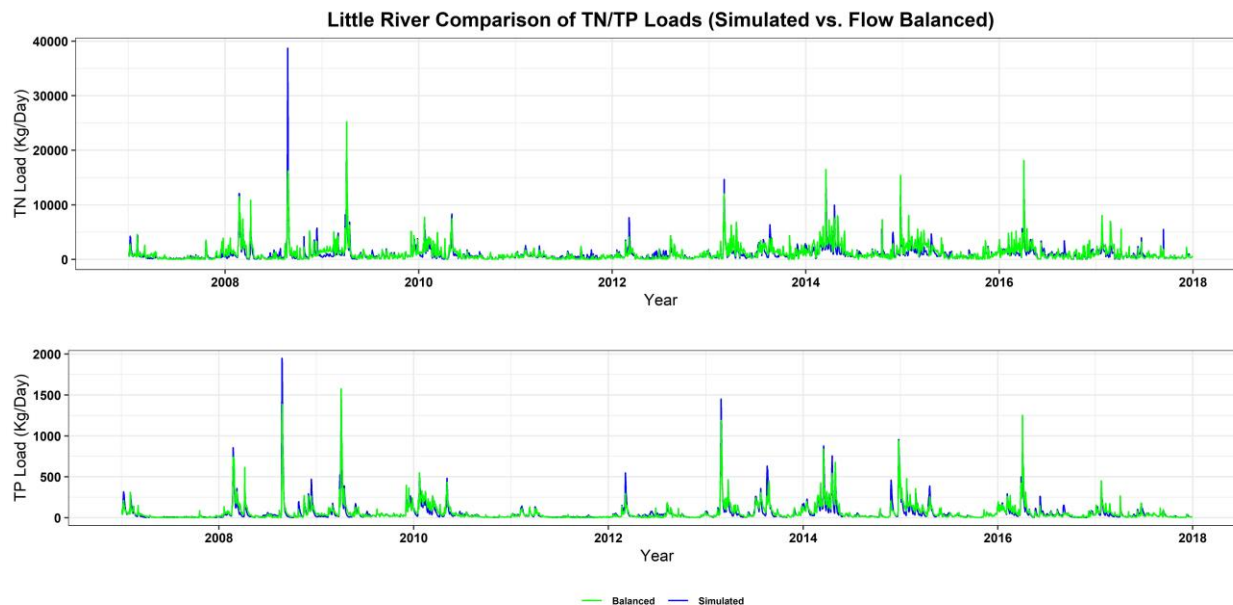 Little River Comparison of TN/TP Loads (Simulated vs. Flow Balanced)
40000
30000
20000
10000
0
TN Load (Kg/Day)
2008 2010 2012 2014 2016 2018
Year
2000
1500
1000
500
0
TP Load (Kg/Day)
2008 2010 2012 2014 2016 2018
Year
Balanced Simulated